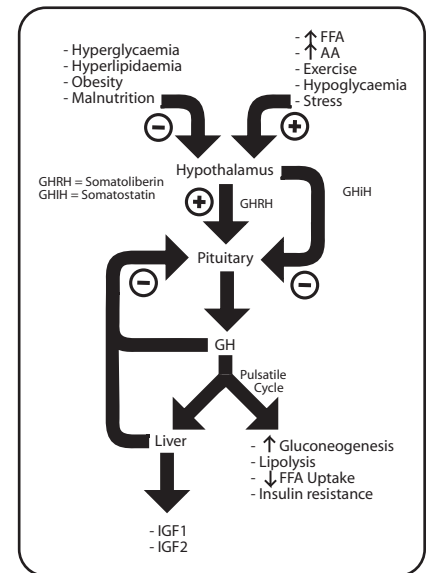 - Hyperglycaemia
- Hyperlipidaemia
- Obesity
- Malnutrition
- ↑ FFA
- ↑ AA
- Exercise
- Hypoglycaemia
- Stress
−
+
Hypothalamus
GHRH = Somatoliberin
GHIH = Somatostatin
+
GHRH
GHiH
Pituitary
−
−
GH
Pulsatile
Cycle
Liver
- ↑ Gluconeogenesis
- Lipolysis
- ↓ FFA Uptake
- Insulin resistance
- IGF1
- IGF2